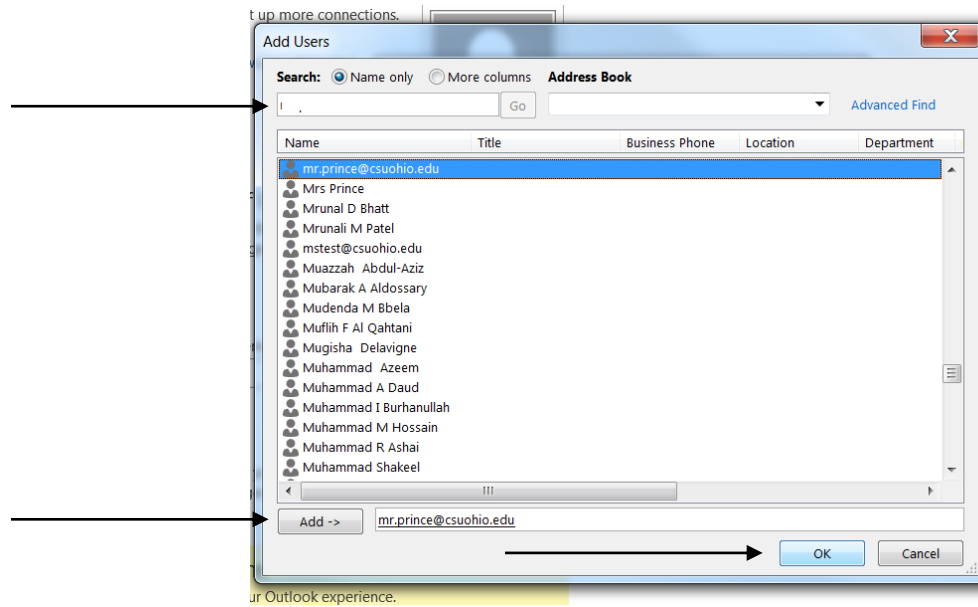 t up more connections.
Add Users
Search: Name only More columns Address Book
Go
Advanced Find
Name Title Business Phone Location Department
mr.prince@csuohio.edu
Mrs Prince
Mrunal D Bhatt
Mrunali M Patel
mstest@csuohio.edu
Muazzah Abdul-Aziz
Mubarak A Aldossary
Mudenda M Bbela
Muflih F Al Qahtani
Mugisha Delavigne
Muhammad Azeem
Muhammad A Daud
Muhammad I Burhanullah
Muhammad M Hossain
Muhammad R Ashai
Muhammad Shakeel
Add -> mr.prince@csuohio.edu
OK Cancel
ur Outlook experience.